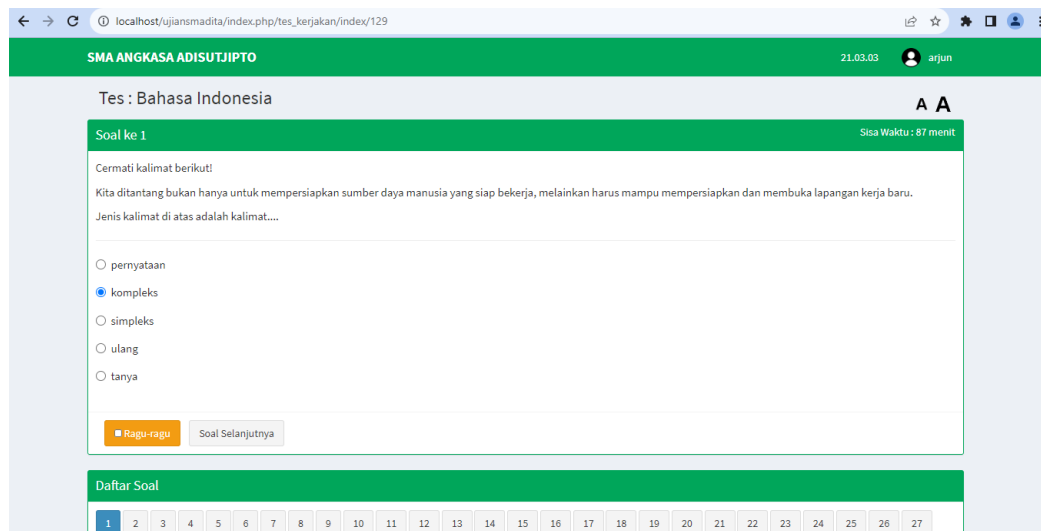 localhost/ujiansmadita/index.php/tes_kerjakan/index/129
SMA ANGKASA ADISUTJIPTO
21.03.03
arjun
Tes : Bahasa Indonesia
A A
Soal ke 1
Sisa Waktu : 87 menit
Cermati kalimat berikut!
Kita ditantang bukan hanya untuk mempersiapkan sumber daya manusia yang siap bekerja, melainkan harus mampu mempersiapkan dan membuka lapangan kerja baru.
Jenis kalimat di atas adalah kalimat....
pernyataan
kompleks
simpleks
ulang
tanya
Ragu-ragu
Soal Selanjutnya
Daftar Soal
1 2 3 4 5 6 7 8 9 10 11 12 13 14 15 16 17 18 19 20 21 22 23 24 25 26 27